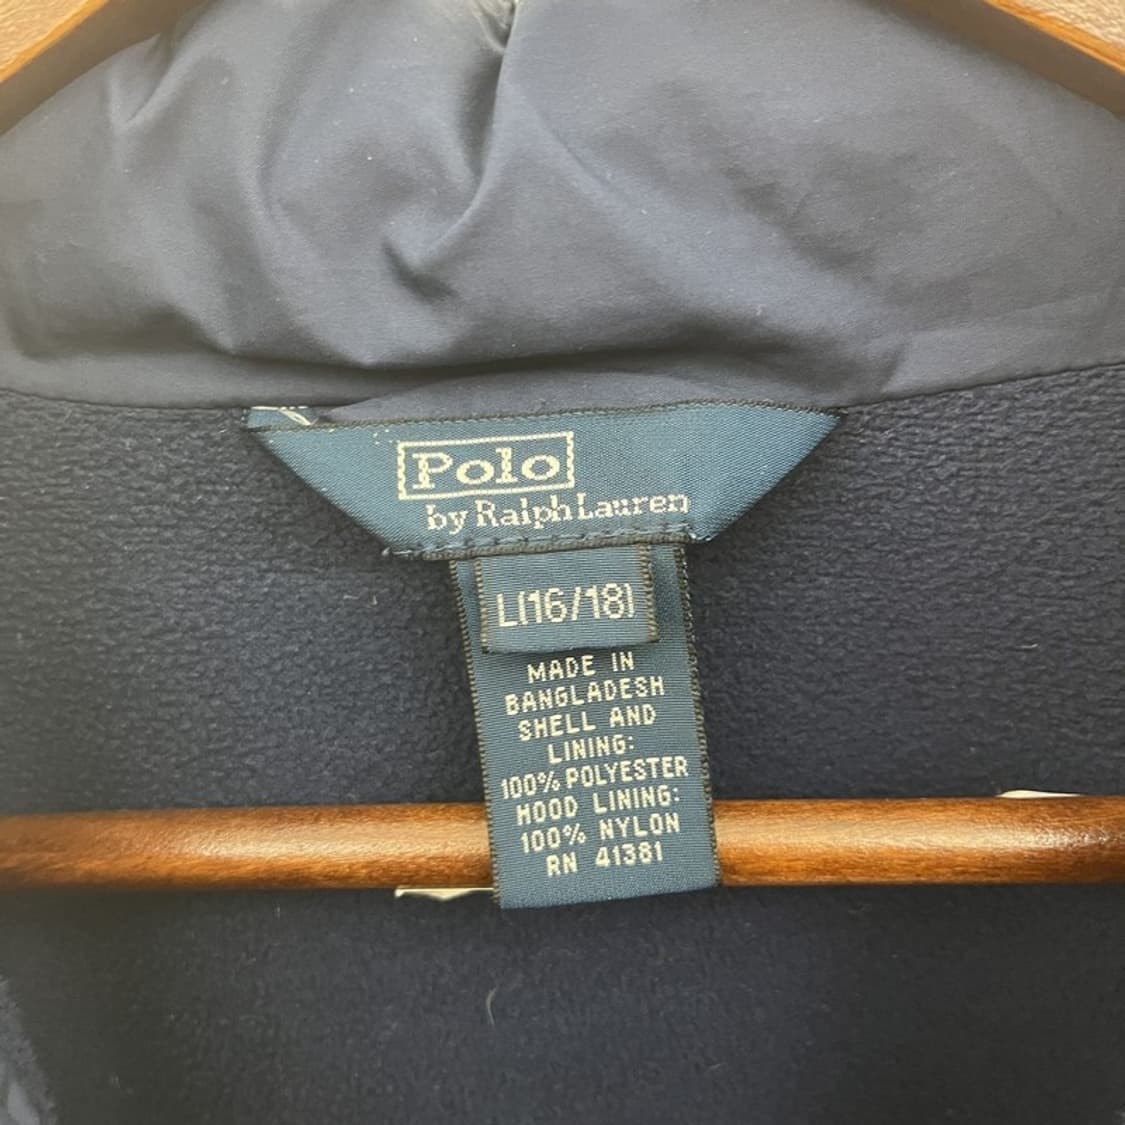 Polo
by Ralph Lauren
L(16/18)
MADE IN
BANGLADESH
SHELL AND
LINING:
100% POLYESTER
HOOD LINING:
100% NYLON
RN 41381